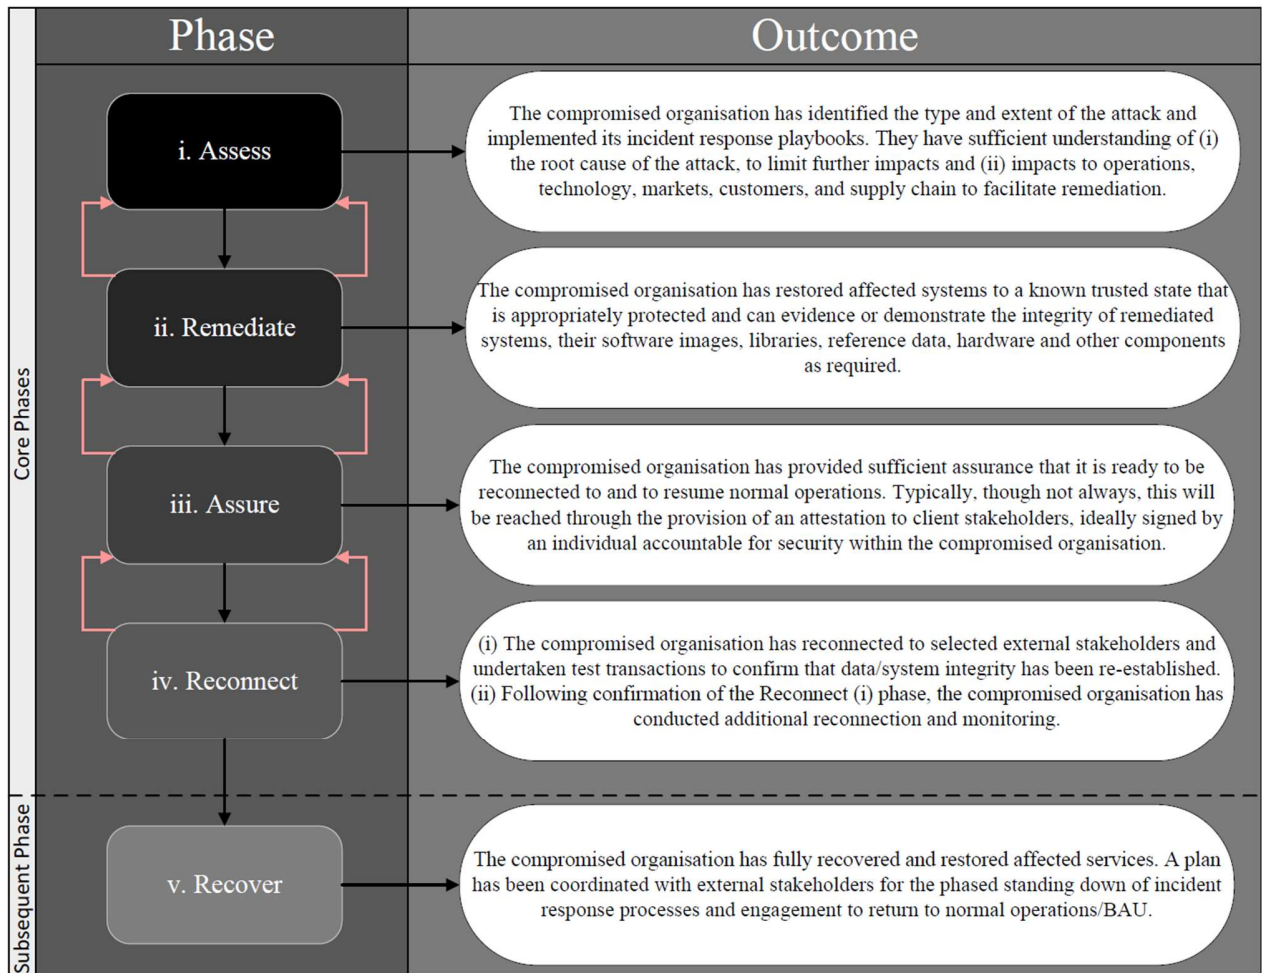 Phase
Outcome
Core Phases
i. Assess
The compromised organisation has identified the type and extent of the attack and
implemented its incident response playbooks. They have sufficient understanding of (i)
the root cause of the attack, to limit further impacts and (ii) impacts to operations,
technology, markets, customers, and supply chain to facilitate remediation.
ii. Remediate
The compromised organisation has restored affected systems to a known trusted state that
is appropriately protected and can evidence or demonstrate the integrity of remediated
systems, their software images, libraries, reference data, hardware and other components
as required.
iii. Assure
The compromised organisation has provided sufficient assurance that it is ready to be
reconnected to and to resume normal operations. Typically, though not always, this will
be reached through the provision of an attestation to client stakeholders, ideally signed by
an individual accountable for security within the compromised organisation.
iv. Reconnect
(i) The compromised organisation has reconnected to selected external stakeholders and
undertaken test transactions to confirm that data/system integrity has been re-established.
(ii) Following confirmation of the Reconnect (i) phase, the compromised organisation has
conducted additional reconnection and monitoring.
Subsequent Phase
v. Recover
The compromised organisation has fully recovered and restored affected services. A plan
has been coordinated with external stakeholders for the phased standing down of incident
response processes and engagement to return to normal operations/BAU.